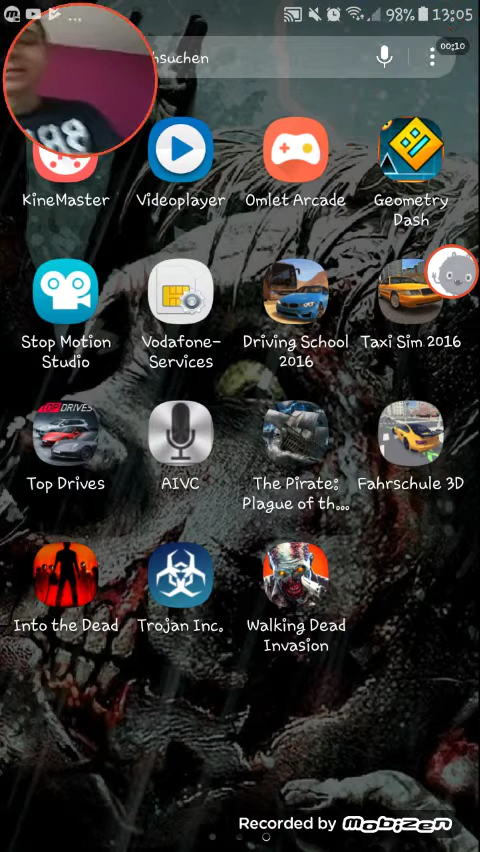 ...
98%
13:05
00:10
hsuchen
KineMaster
Videoplayer
Omlet Arcade
Geometry
Dash
Stop Motion
Studio
Vodafone-
Services
Driving School
2016
Taxi Sim 2016
TOP DRIVES
Top Drives
AIVC
The Pirate:
Plague of th...
Fahrschule 3D
Into the Dead
Trojan Inc.
Walking Dead
Invasion
Recorded by mobizen